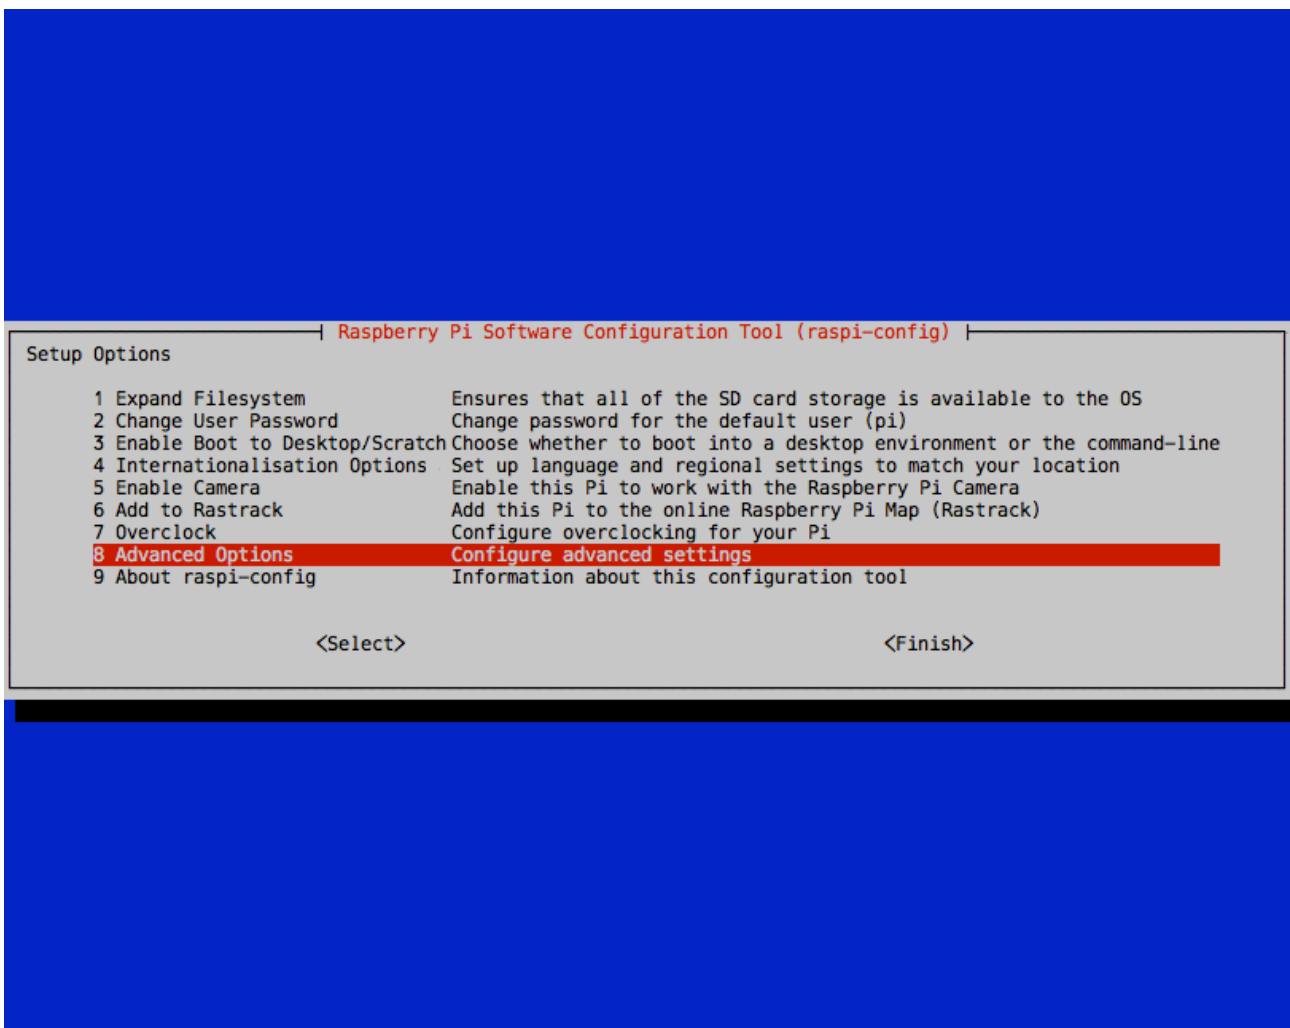 Raspberry Pi Software Configuration Tool (raspi-config)
Setup Options
1 Expand Filesystem Ensures that all of the SD card storage is available to the OS
2 Change User Password Change password for the default user (pi)
3 Enable Boot to Desktop/Scratch Choose whether to boot into a desktop environment or the command-line
4 Internationalisation Options Set up language and regional settings to match your location
5 Enable Camera Enable this Pi to work with the Raspberry Pi Camera
6 Add to Rastrack Add this Pi to the online Raspberry Pi Map (Rastrack)
7 Overclock Configure overclocking for your Pi
8 Advanced Options Configure advanced settings
9 About raspi-config Information about this configuration tool
<Select> <Finish>